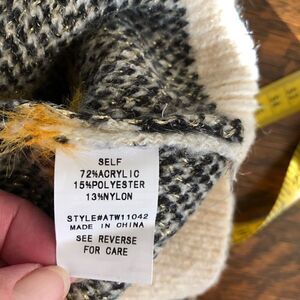 SELF
72%ACRYLIC
15%POLYESTER
13%NYLON
STYLE#ATW11042
MADE IN CHINA
SEE REVERSE
FOR CARE